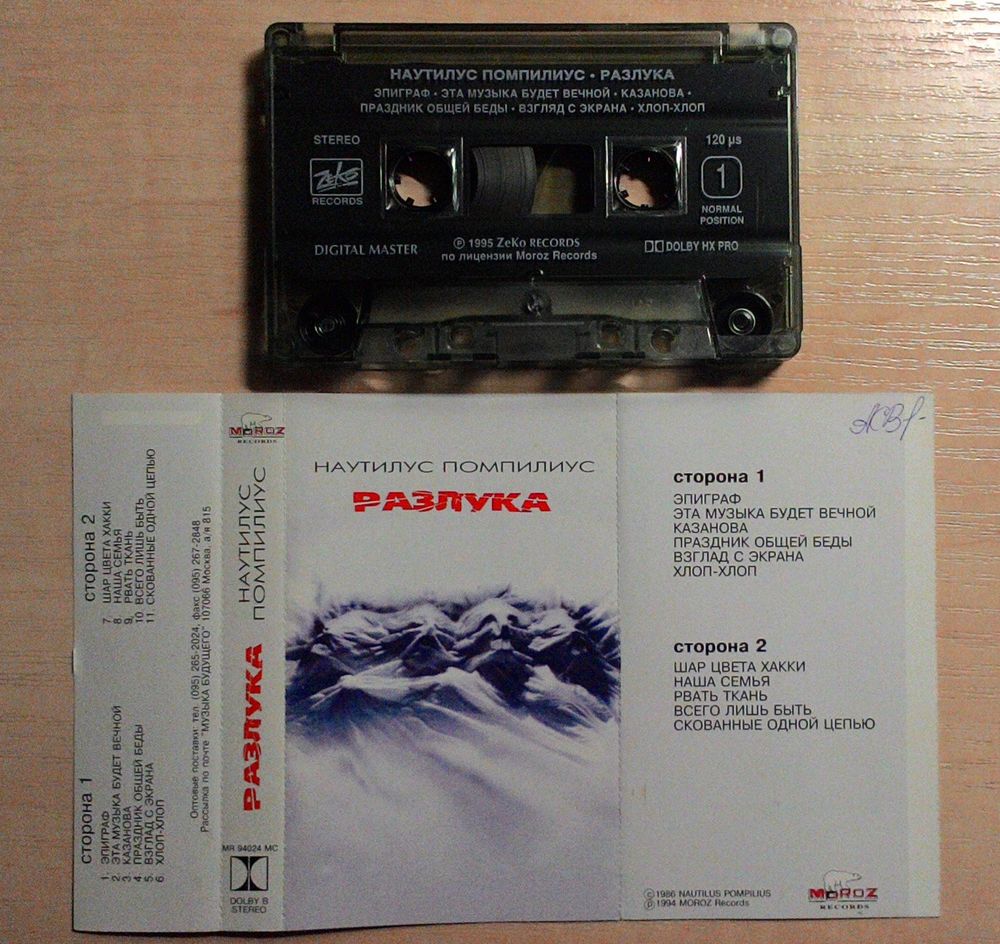 НАУТИЛУС ПОМПИЛИУС • РАЗЛУКА
ЭПИГРАФ • ЭТА МУЗЫКА БУДЕТ ВЕЧНОЙ • КАЗАНОВА •
ПРАЗДНИК ОБЩЕЙ БЕДЫ • ВЗГЛЯД С ЭКРАНА • ХЛОП-ХЛОП
STEREO
120 µs
ZeKo
RECORDS
1
NORMAL
POSITION
DIGITAL MASTER
℗ 1995 ZeKo RECORDS
по лицензии Moroz Records
DOLBY HX PRO
сторона 2
7. ШАР ЦВЕТА ХАККИ
8. НАША СЕМЬЯ
9. РВАТЬ ТКАНЬ
10. ВСЕГО ЛИШЬ БЫТЬ
11. СКОВАННЫЕ ОДНОЙ ЦЕПЬЮ
сторона 1
1. ЭПИГРАФ
2. ЭТА МУЗЫКА БУДЕТ ВЕЧНОЙ
3. КАЗАНОВА
4. ПРАЗДНИК ОБЩЕЙ БЕДЫ
5. ВЗГЛАД С ЭКРАНА
6. ХЛОП-ХЛОП
Оптовые поставки: тел. (095) 265-2024, факс (095) 267-2848
Рассылка по почте "МУЗЫКА БУДУЩЕГО" 107066 Москва, а/я 815
MOROZ
RECORDS
НАУТИЛУС
ПОМПИЛИУС
РАЗЛУКА
MR 94024 MC
DOLBY B
STEREO
НАУТИЛУС ПОМПИЛИУС
РАЗЛУКА
сторона 1
ЭПИГРАФ
ЭТА МУЗЫКА БУДЕТ ВЕЧНОЙ
КАЗАНОВА
ПРАЗДНИК ОБЩЕЙ БЕДЫ
ВЗГЛАД С ЭКРАНА
ХЛОП-ХЛОП
сторона 2
ШАР ЦВЕТА ХАККИ
НАША СЕМЬЯ
РВАТЬ ТКАНЬ
ВСЕГО ЛИШЬ БЫТЬ
СКОВАННЫЕ ОДНОЙ ЦЕПЬЮ
©1986 NAUTILUS POMPILIUS
℗1994 MOROZ Records
MOROZ
RECORDS